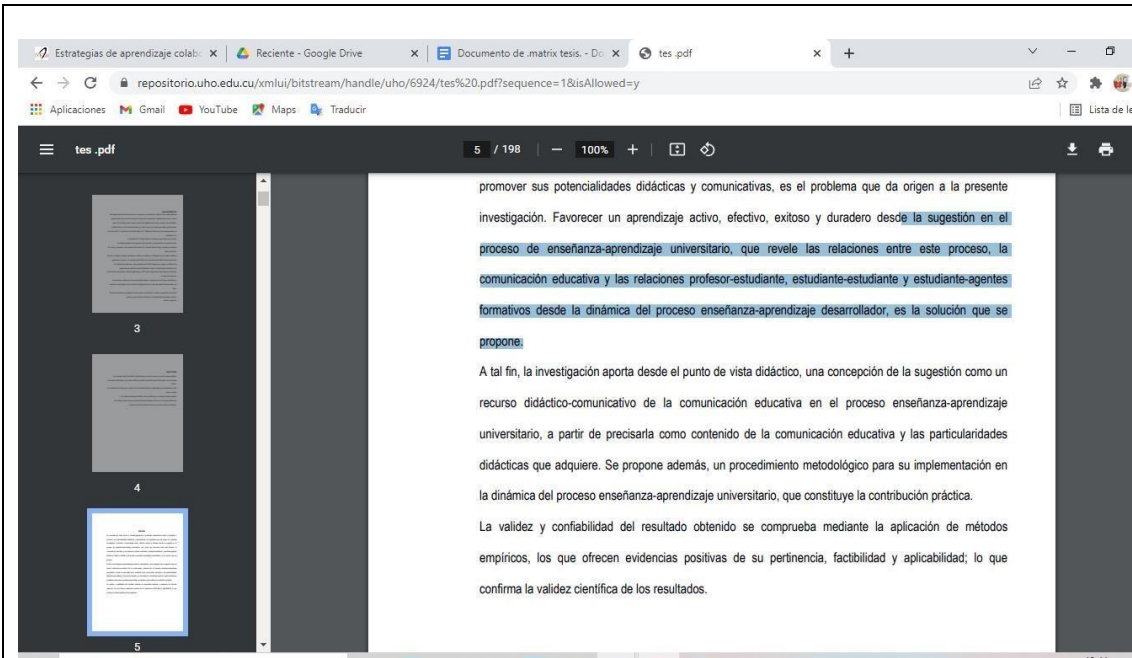 Estrategias de aprendizaje colab
Reciente - Google Drive
Documento de .matrix tesis. - Do
tes .pdf
repositorio.uho.edu.cu/xmlui/bitstream/handle/uho/6924/tes%20.pdf?sequence=1&isAllowed=y
Aplicaciones
Gmail
YouTube
Maps
Traducir
Lista de le
tes .pdf
5 / 198
100%
3
4
5
promover sus potencialidades didácticas y comunicativas, es el problema que da origen a la presente
investigación. Favorecer un aprendizaje activo, efectivo, exitoso y duradero desde la sugestión en el
proceso de enseñanza-aprendizaje universitario, que revele las relaciones entre este proceso, la
comunicación educativa y las relaciones profesor-estudiante, estudiante-estudiante y estudiante-agentes
formativos desde la dinámica del proceso enseñanza-aprendizaje desarrollador, es la solución que se
propone.
A tal fin, la investigación aporta desde el punto de vista didáctico, una concepción de la sugestión como un
recurso didáctico-comunicativo de la comunicación educativa en el proceso enseñanza-aprendizaje
universitario, a partir de precisarla como contenido de la comunicación educativa y las particularidades
didácticas que adquiere. Se propone además, un procedimiento metodológico para su implementación en
la dinámica del proceso enseñanza-aprendizaje universitario, que constituye la contribución práctica.
La validez y confiabilidad del resultado obtenido se comprueba mediante la aplicación de métodos
empíricos, los que ofrecen evidencias positivas de su pertinencia, factibilidad y aplicabilidad; lo que
confirma la validez científica de los resultados.